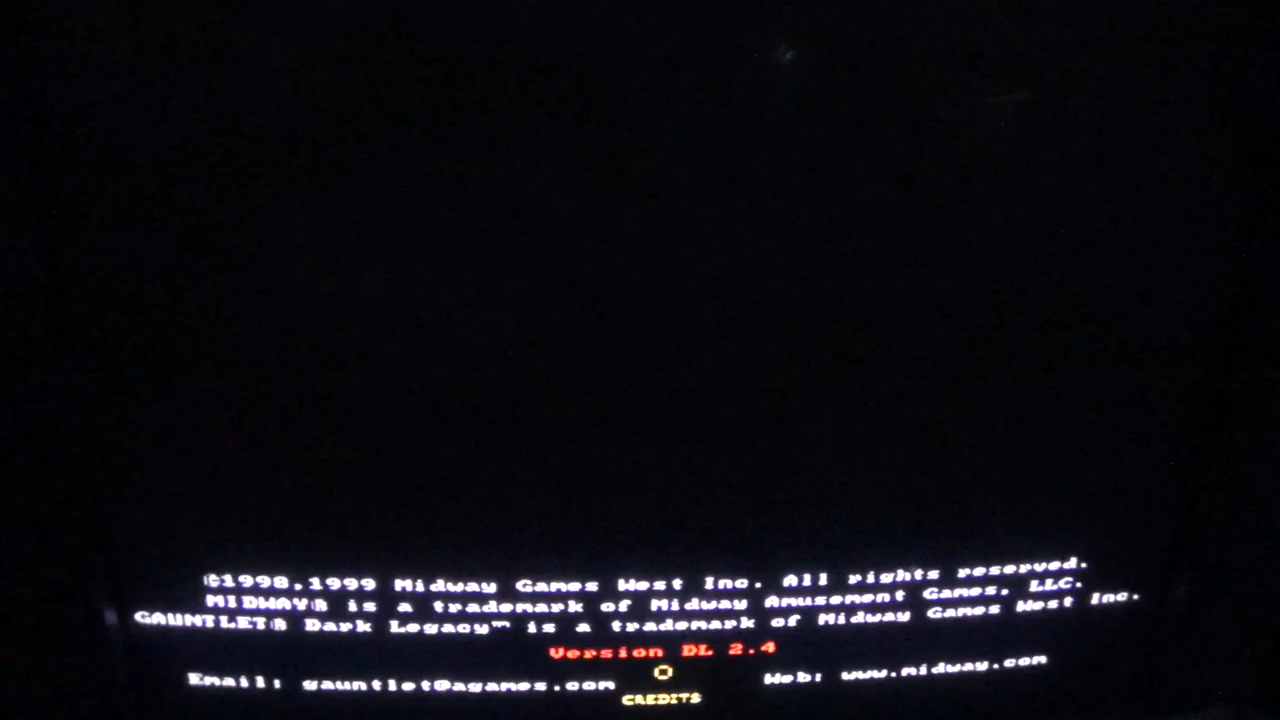 ©1998,1999 Midway Games West Inc. All rights reserved.
MIDWAY® is a trademark of Midway Amusement Games, LLC.
GAUNTLET® Dark Legacy™ is a trademark of Midway Games West Inc.
Version DL 2.4
Email: gauntlet@agames.com 0 Web: www.midway.com
CREDITS